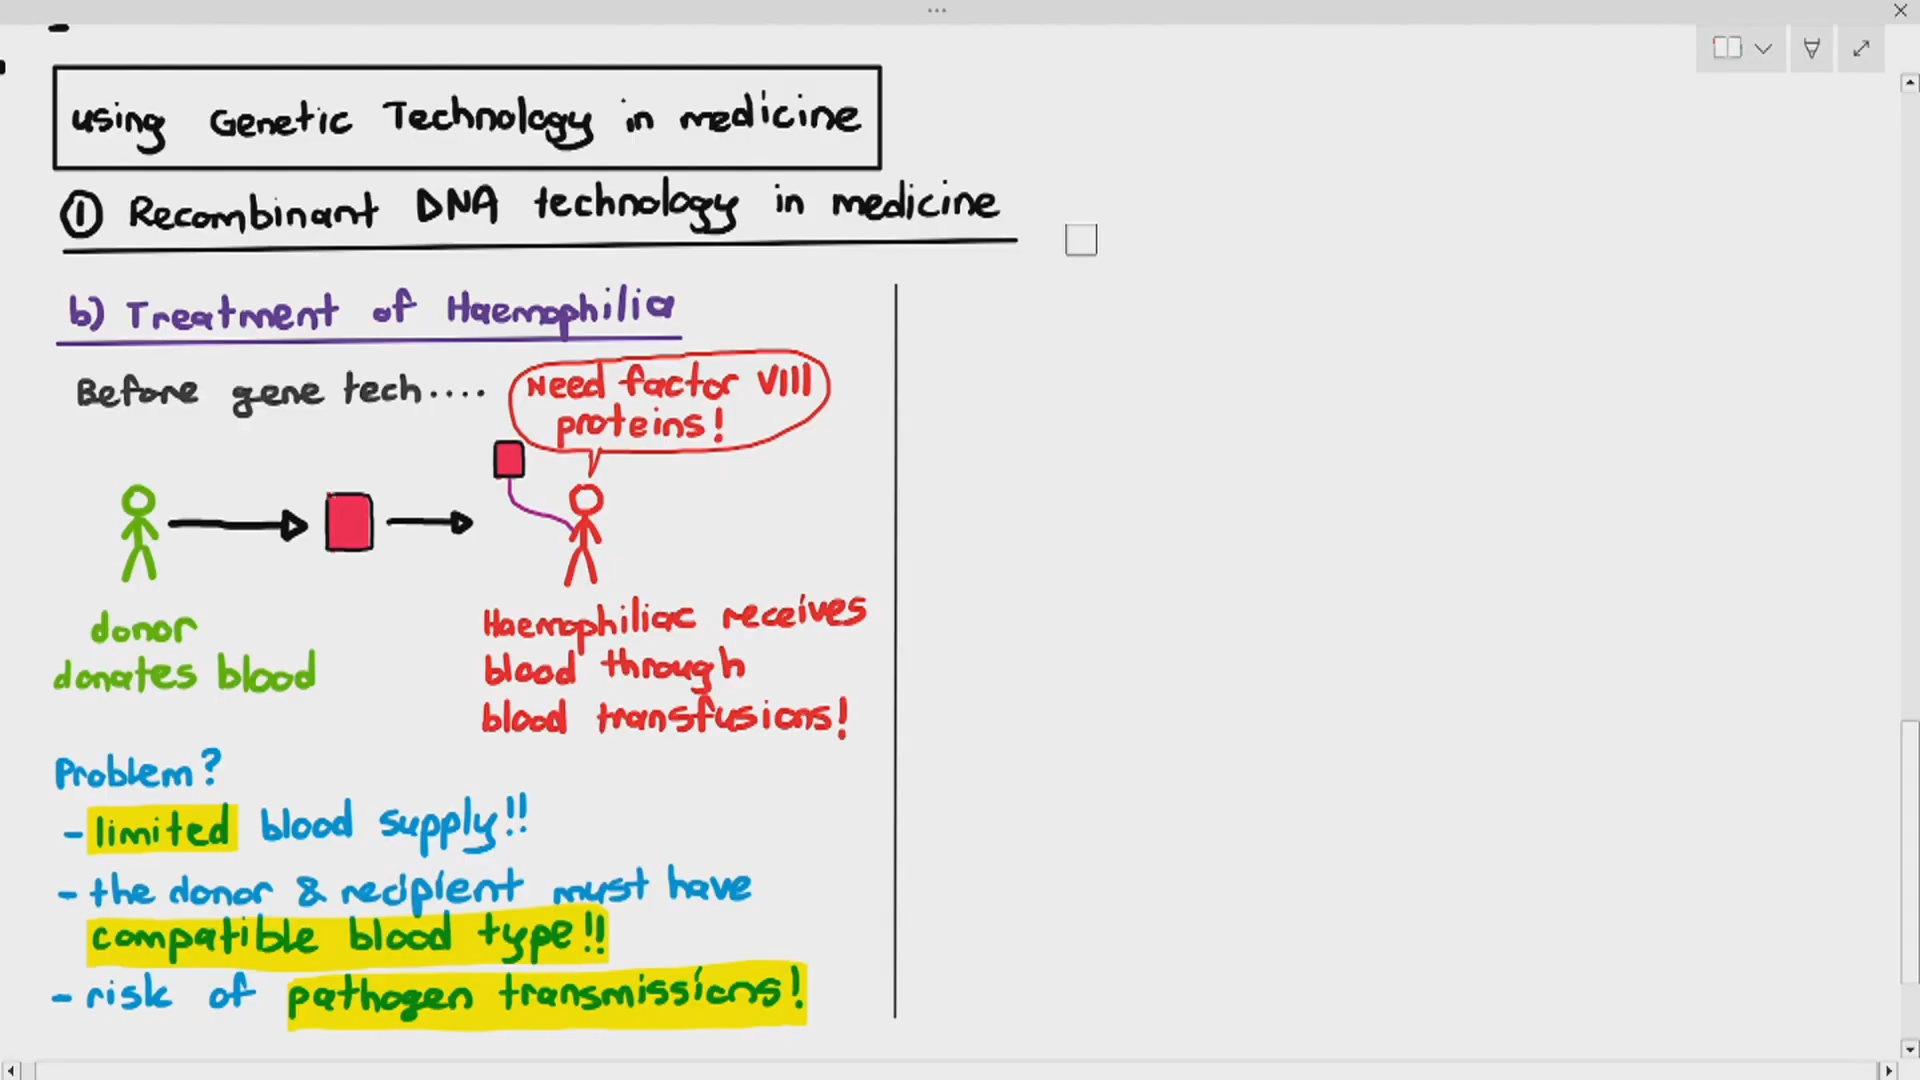 using Genetic Technology in medicine
① Recombinant DNA technology in medicine
b) Treatment of Haemophilia
Before gene tech....
Need factor VIII
proteins!
donor
donates blood
Haemophiliac receives
blood through
blood transfusions!
Problem?
- limited blood supply!!
- the donor & recipient must have
compatible blood type!!
- risk of pathogen transmissions!